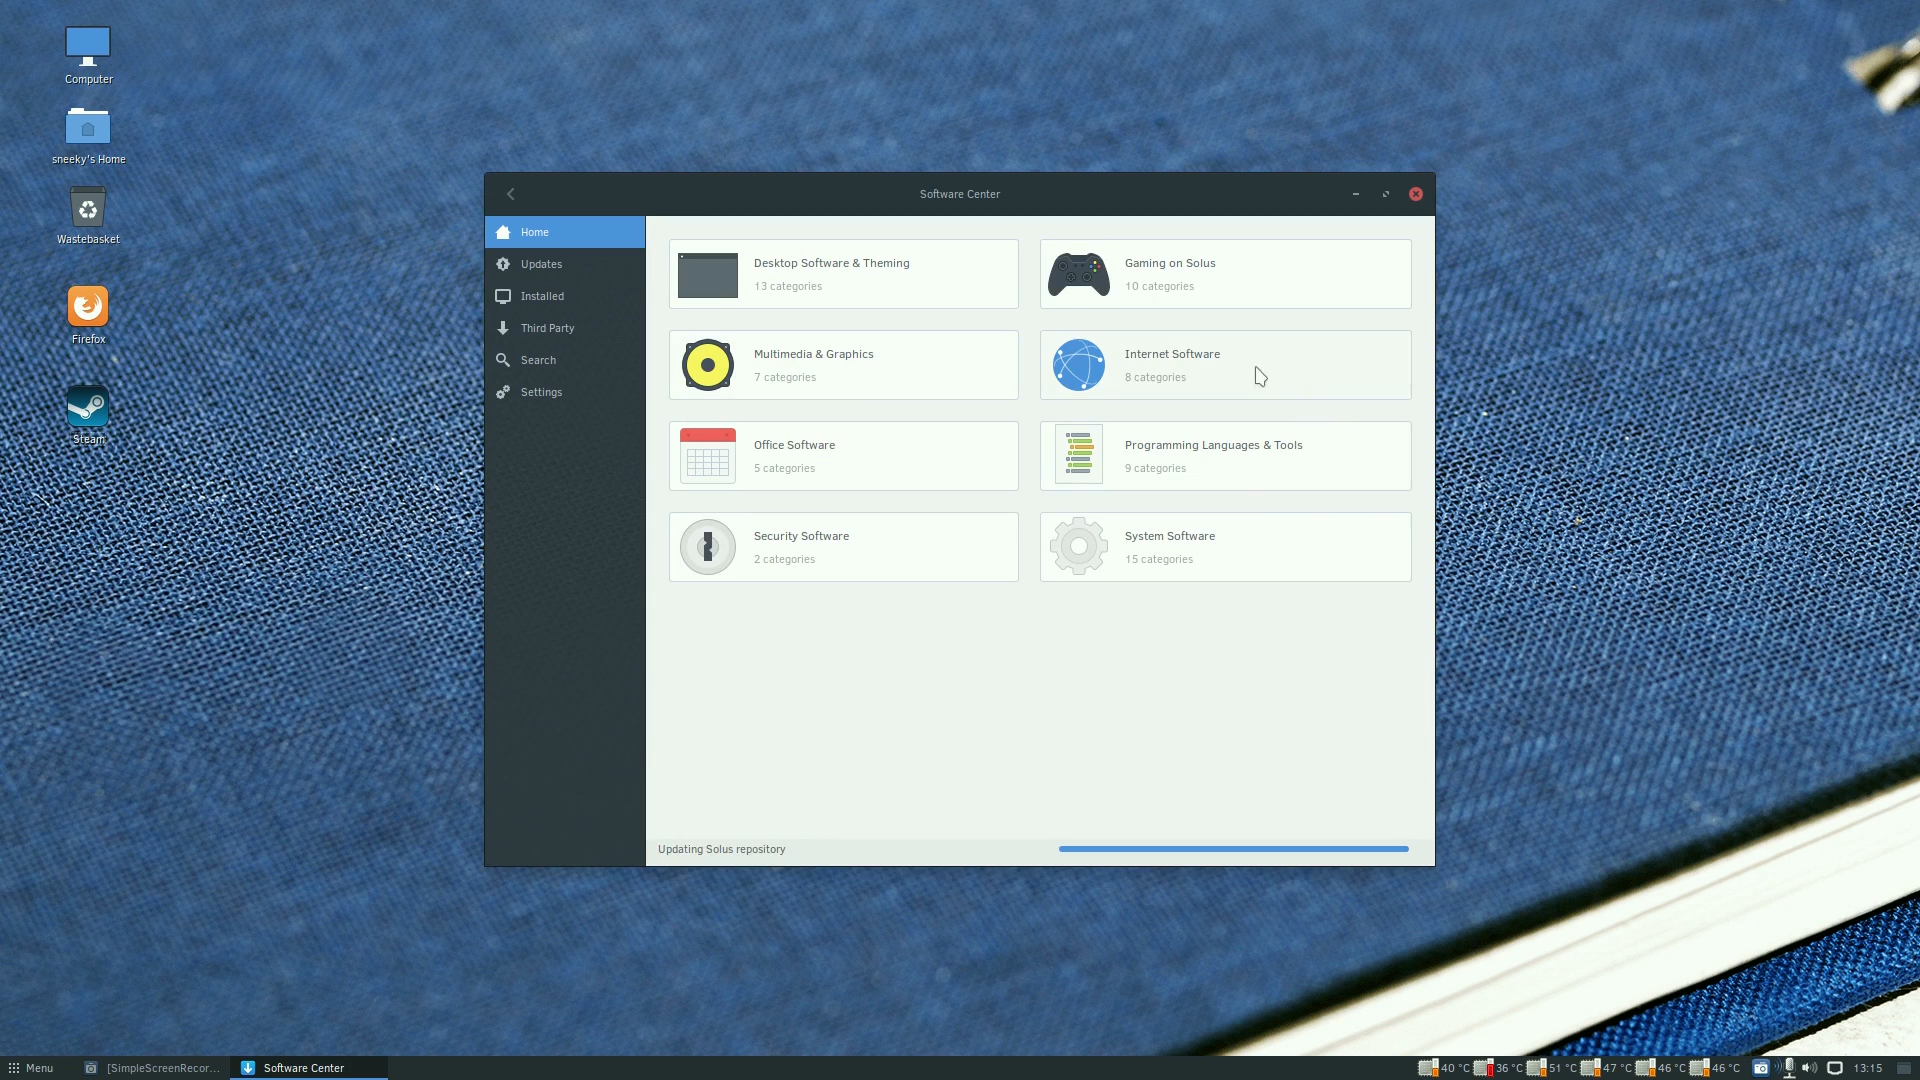 Computer
sneeky's Home
Wastebasket
Firefox
Steam
Software Center
Home
Updates
Installed
Third Party
Search
Settings
Desktop Software & Theming
13 categories
Gaming on Solus
10 categories
Multimedia & Graphics
7 categories
Internet Software
8 categories
Office Software
5 categories
Programming Languages & Tools
9 categories
Security Software
2 categories
System Software
15 categories
Updating Solus repository
Menu
[SimpleScreenRecor...
Software Center
40 °C 36 °C 51 °C 47 °C 46 °C 46 °C
13:15